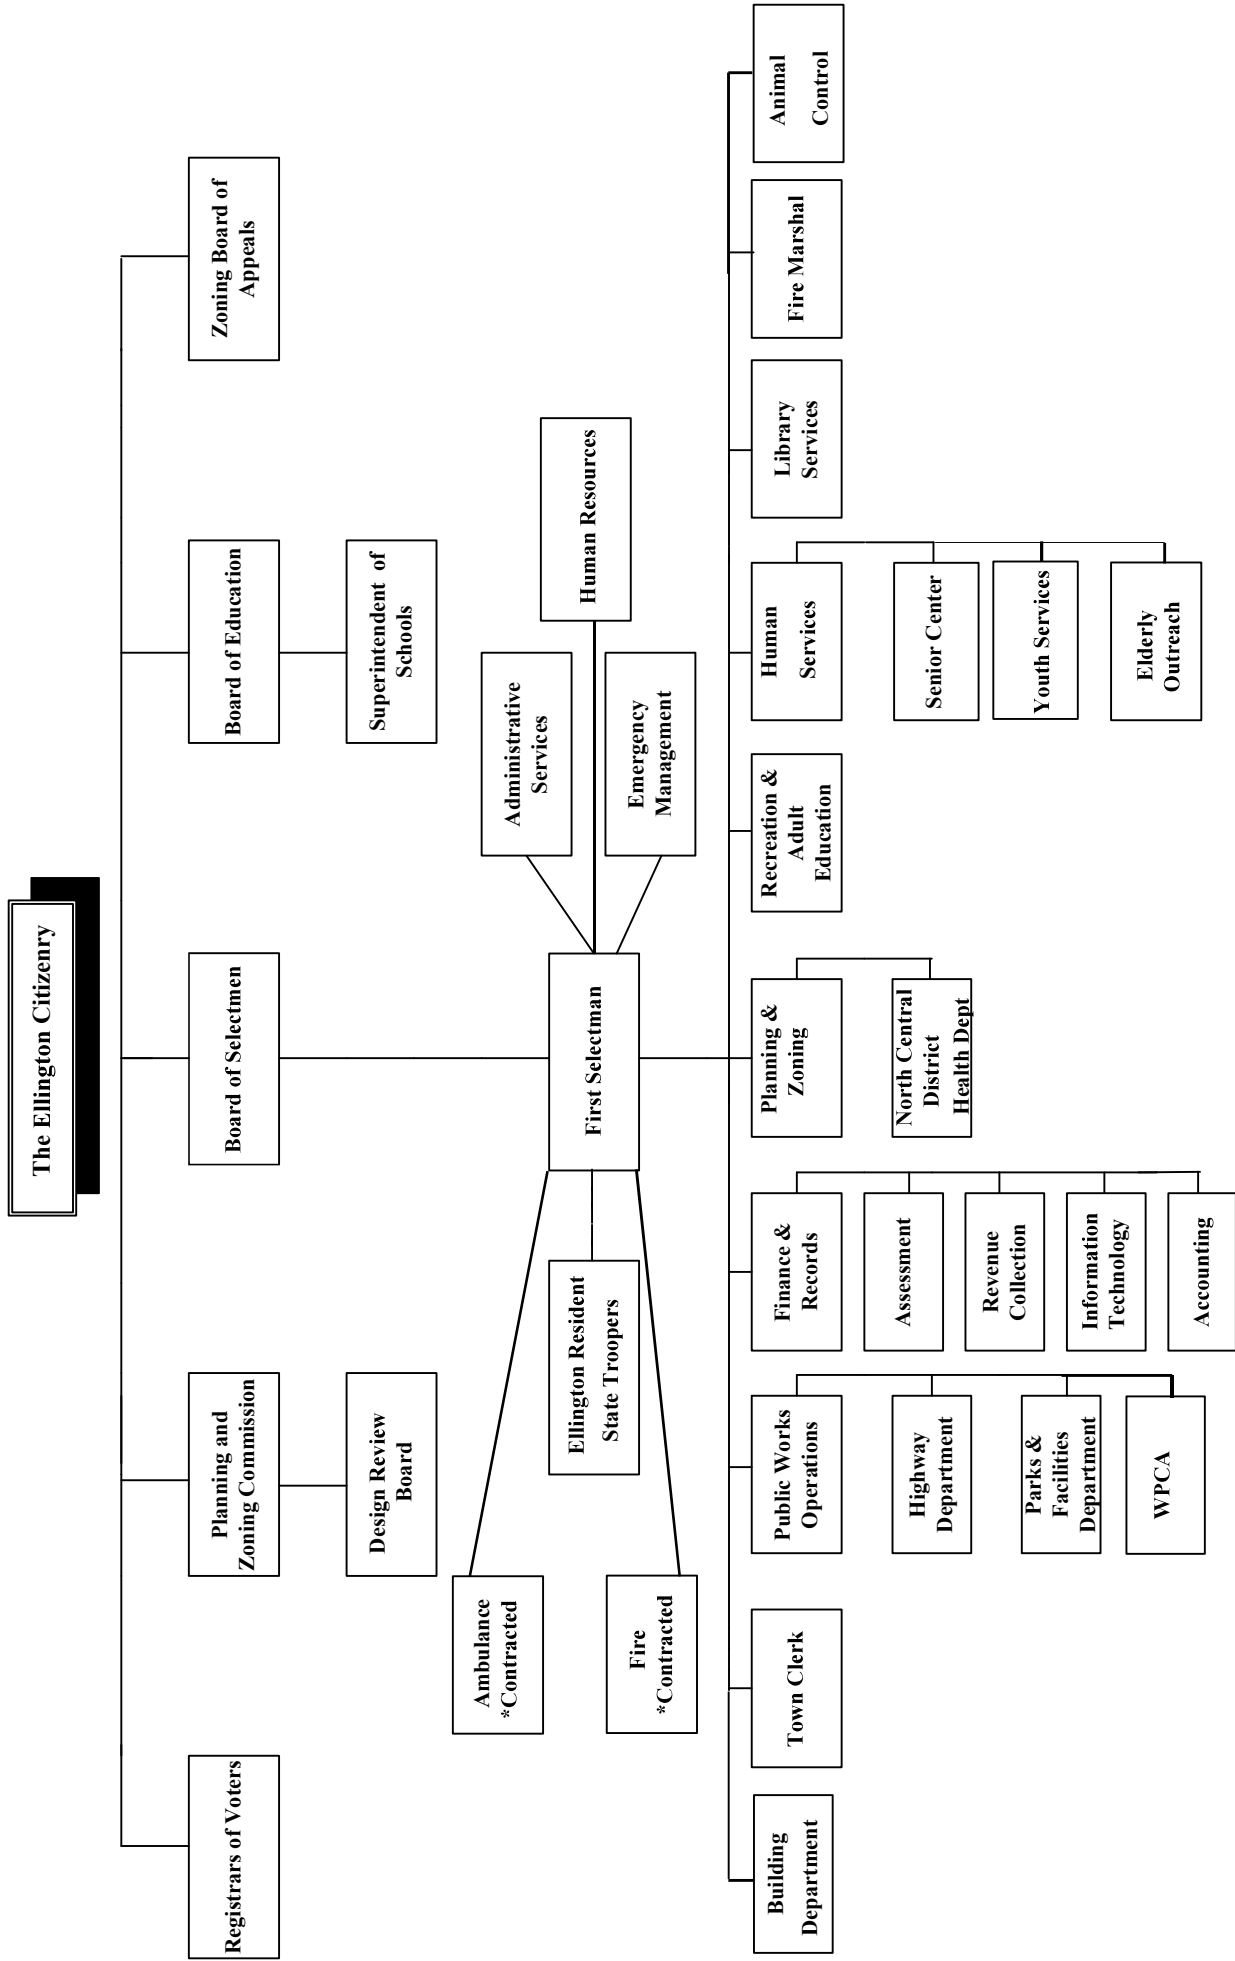 The Ellington Citizenry
Registrars of Voters
Planning and
Zoning Commission
Board of Selectmen
Board of Education
Zoning Board of
Appeals
Design Review
Board
Superintendent of
Schools
Ambulance
*Contracted
Ellington Resident
State Troopers
Fire
*Contracted
First Selectman
Administrative
Services
Human Resources
Emergency
Management
Building
Department
Town Clerk
Public Works
Operations
Highway
Department
Parks &
Facilities
Department
WPCA
Finance &
Records
Assessment
Revenue
Collection
Information
Technology
Accounting
Planning &
Zoning
North Central
District
Health Dept
Recreation &
Adult
Education
Human
Services
Senior Center
Youth Services
Elderly
Outreach
Library
Services
Fire Marshal
Animal
Control